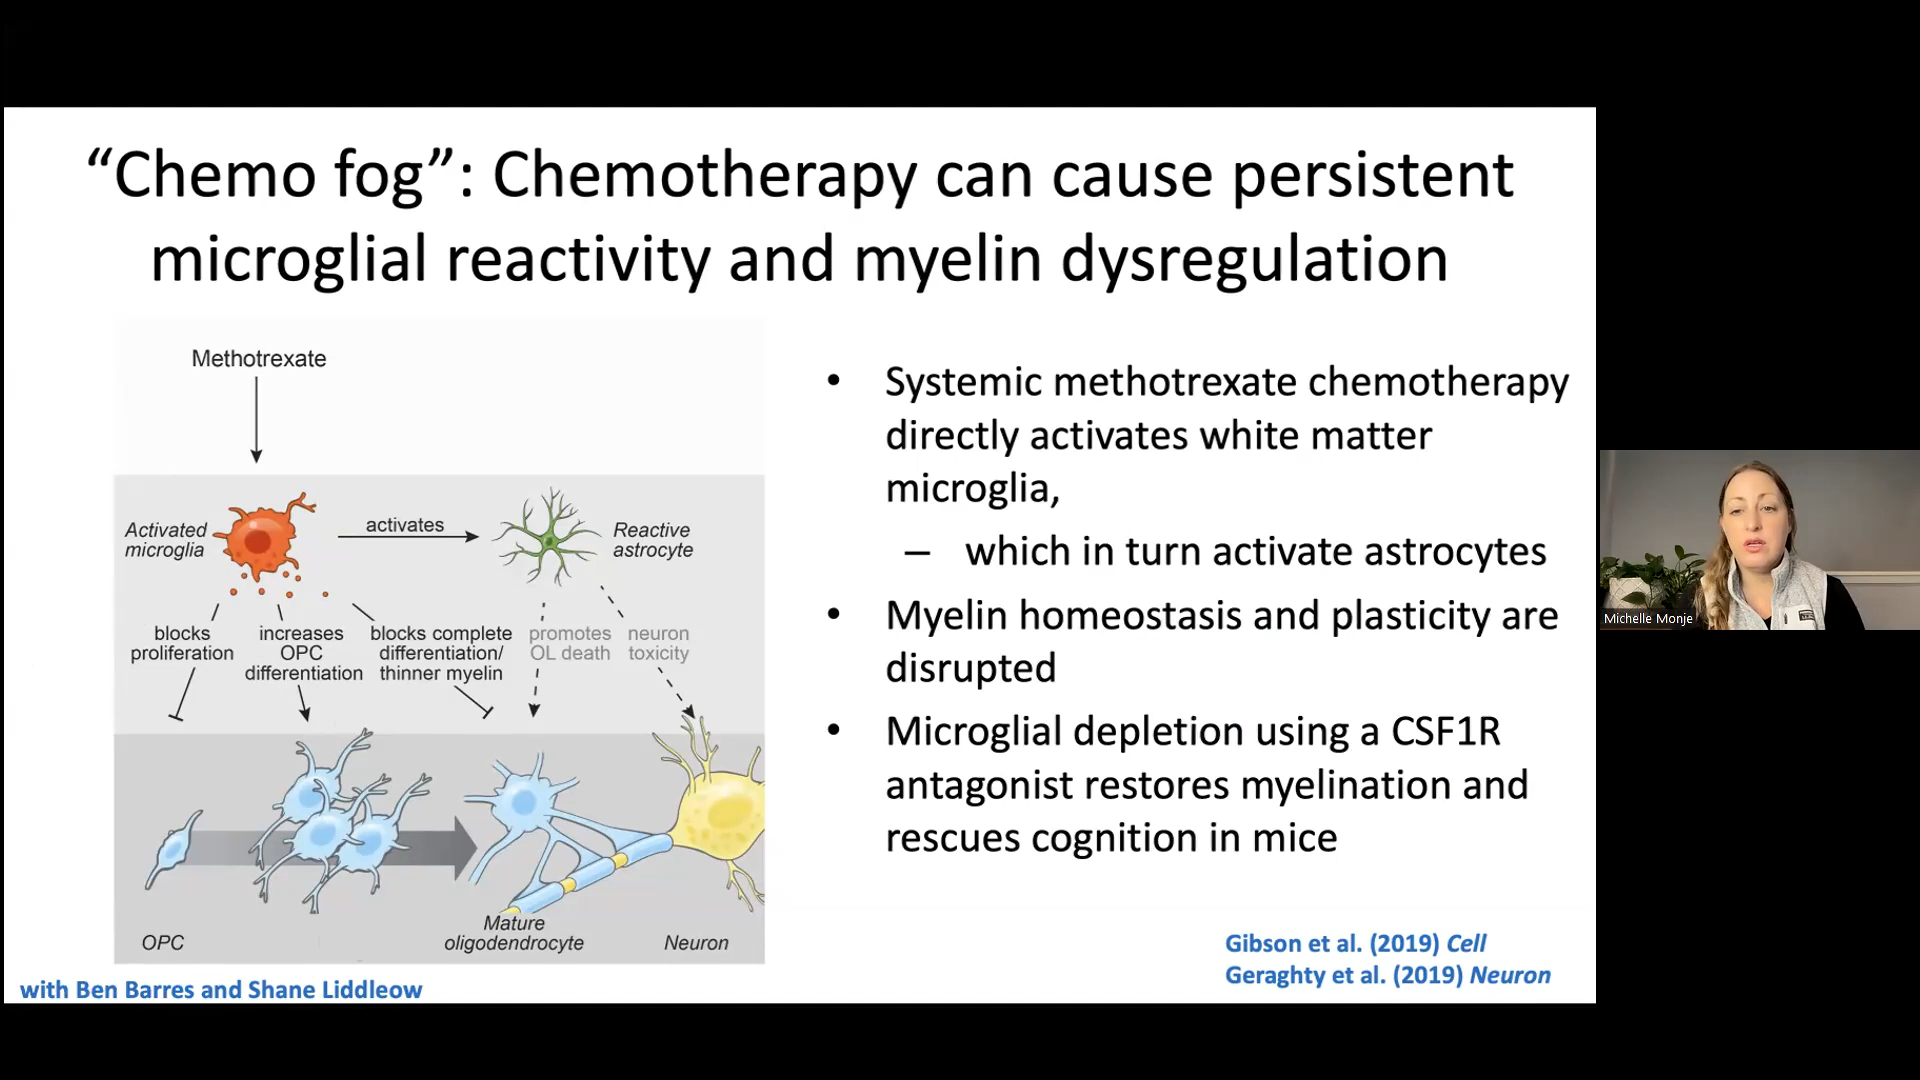 “Chemo fog”: Chemotherapy can cause persistent
microglial reactivity and myelin dysregulation
Methotrexate
Activated
microglia
activates
Reactive
astrocyte
blocks
proliferation
increases
OPC
differentiation
blocks complete
differentiation/
thinner myelin
promotes
OL death
neuron
toxicity
OPC
Mature
oligodendrocyte
Neuron
with Ben Barres and Shane Liddleow
• Systemic methotrexate chemotherapy
directly activates white matter
microglia,
– which in turn activate astrocytes
• Myelin homeostasis and plasticity are
disrupted
• Microglial depletion using a CSF1R
antagonist restores myelination and
rescues cognition in mice
Gibson et al. (2019) Cell
Geraghty et al. (2019) Neuron
Michelle Monje